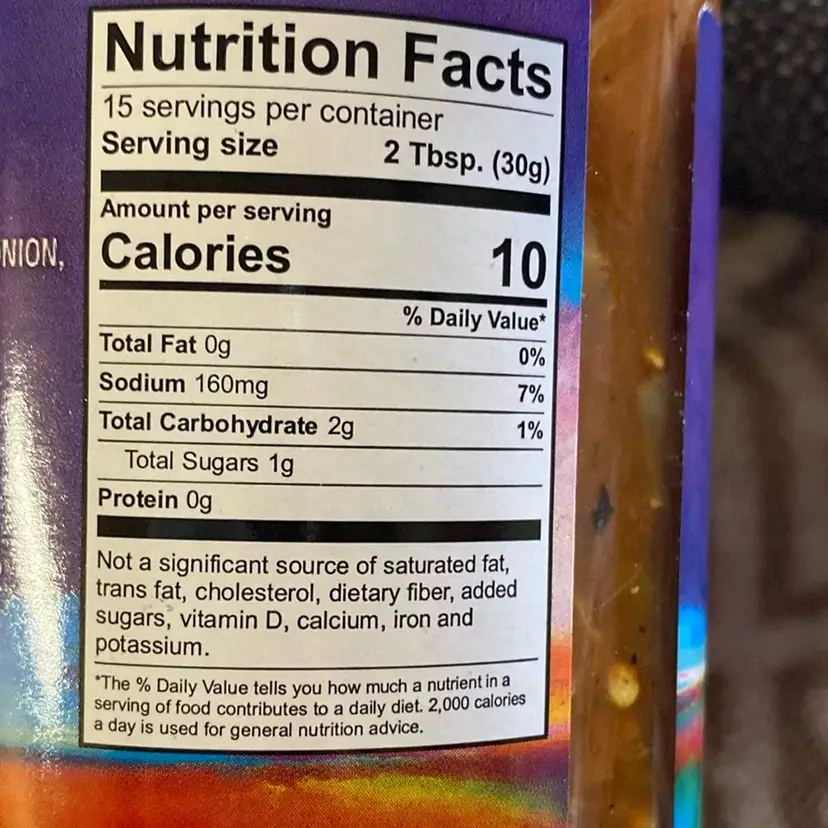 Nutrition Facts
15 servings per container
Serving size 2 Tbsp. (30g)
Amount per serving
Calories 10
% Daily Value*
Total Fat 0g 0%
Sodium 160mg 7%
Total Carbohydrate 2g 1%
Total Sugars 1g
Protein 0g
Not a significant source of saturated fat,
trans fat, cholesterol, dietary fiber, added
sugars, vitamin D, calcium, iron and
potassium.
*The % Daily Value tells you how much a nutrient in a
serving of food contributes to a daily diet. 2,000 calories
a day is used for general nutrition advice.
NION,